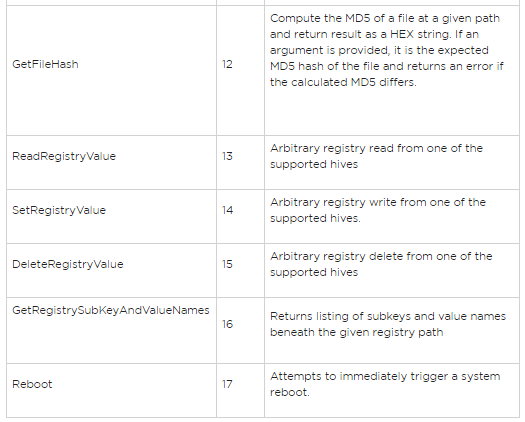 Compute the MD5 of a file at a given path
and return result as a HEX string. If an
GetFileHash 12 argument is provided, it is the expected
MD5 hash of the file and returns an error if
the calculated MD5 differs.
ReadRegistryValue 13 Arbitrary registry read from one of the
supported hives
SetRegistryValue 14 Arbitrary registry write from one of the
supported hives.
DeleteRegistryValue 15 Arbitrary registry delete from one of the
supported hives
GetRegistrySubKeyAndValueNames
16 Returns listing of subkeys and value names
beneath the given registry path
Reboot 17 Attempts to immediately trigger a system
reboot.